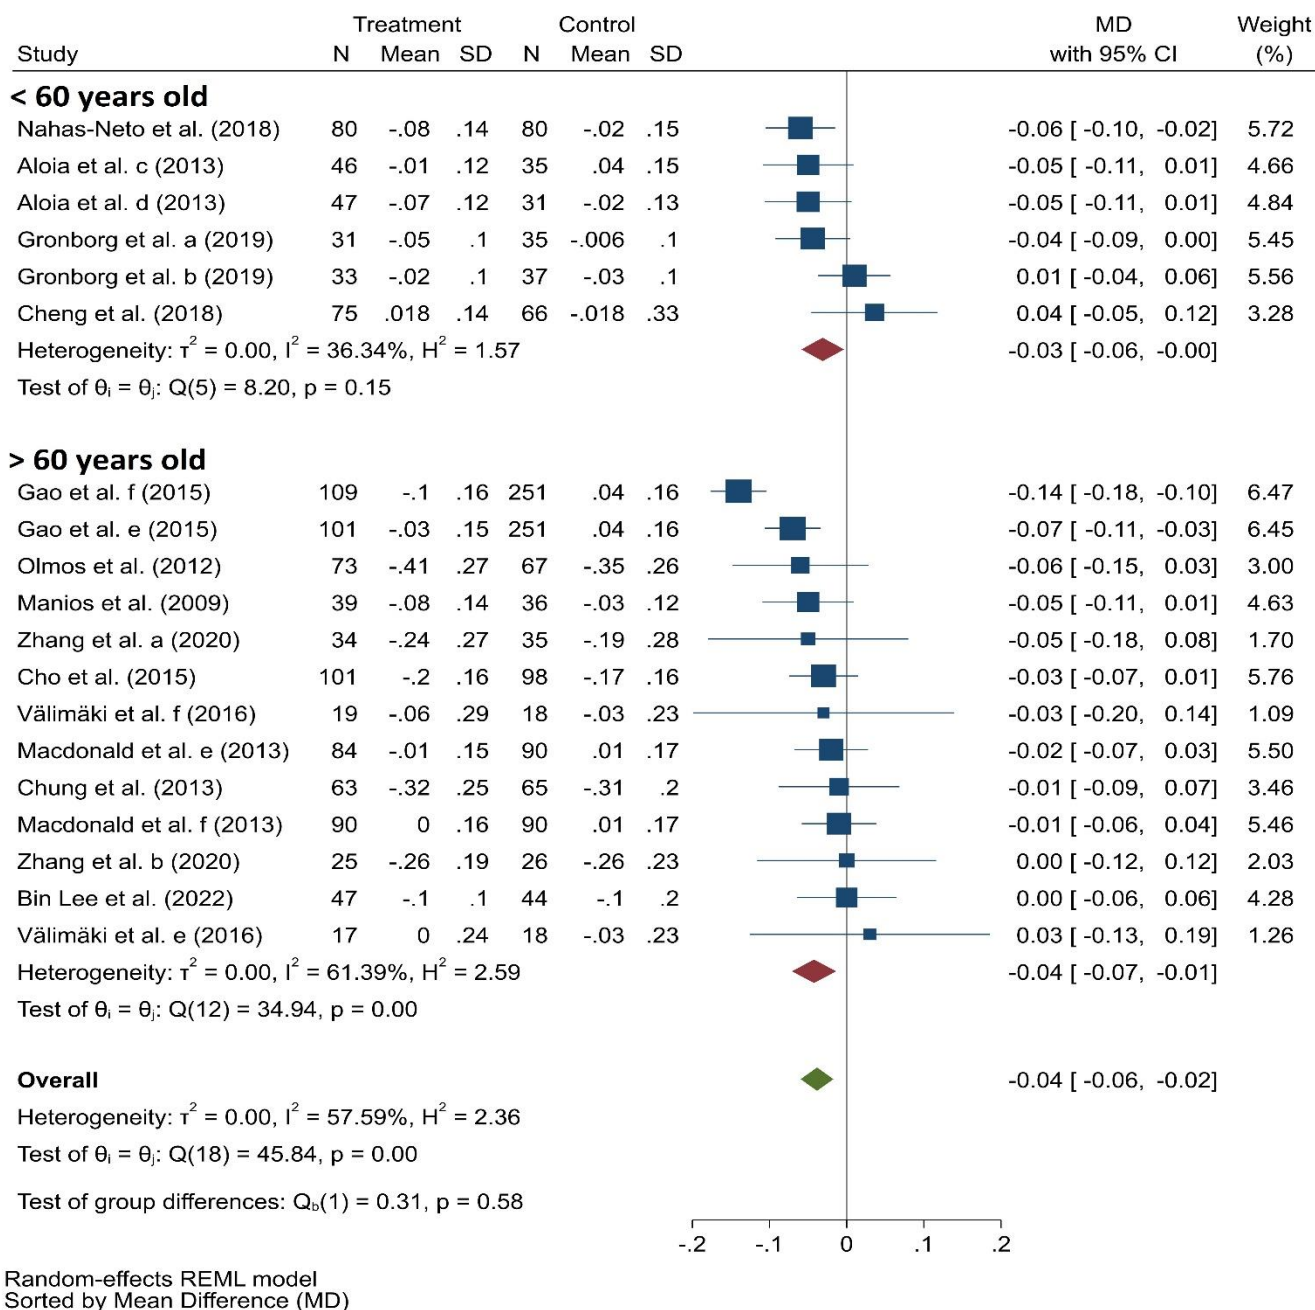 Treatment Control MD Weight
Study N Mean SD N Mean SD with 95% CI (%)
< 60 years old
Nahas-Neto et al. (2018) 80 -.08 .14 80 -.02 .15 -0.06 [ -0.10, -0.02] 5.72
Aloia et al. c (2013) 46 -.01 .12 35 .04 .15 -0.05 [ -0.11, 0.01] 4.66
Aloia et al. d (2013) 47 -.07 .12 31 -.02 .13 -0.05 [ -0.11, 0.01] 4.84
Gronborg et al. a (2019) 31 -.05 .1 35 -.006 .1 -0.04 [ -0.09, 0.00] 5.45
Gronborg et al. b (2019) 33 -.02 .1 37 -.03 .1 0.01 [ -0.04, 0.06] 5.56
Cheng et al. (2018) 75 .018 .14 66 -.018 .33 0.04 [ -0.05, 0.12] 3.28
Heterogeneity: τ² = 0.00, I² = 36.34%, H² = 1.57 -0.03 [ -0.06, -0.00]
Test of θᵢ = θⱼ: Q(5) = 8.20, p = 0.15
> 60 years old
Gao et al. f (2015) 109 -.1 .16 251 .04 .16 -0.14 [ -0.18, -0.10] 6.47
Gao et al. e (2015) 101 -.03 .15 251 .04 .16 -0.07 [ -0.11, -0.03] 6.45
Olmos et al. (2012) 73 -.41 .27 67 -.35 .26 -0.06 [ -0.15, 0.03] 3.00
Manios et al. (2009) 39 -.08 .14 36 -.03 .12 -0.05 [ -0.11, 0.01] 4.63
Zhang et al. a (2020) 34 -.24 .27 35 -.19 .28 -0.05 [ -0.18, 0.08] 1.70
Cho et al. (2015) 101 -.2 .16 98 -.17 .16 -0.03 [ -0.07, 0.01] 5.76
Välimäki et al. f (2016) 19 -.06 .29 18 -.03 .23 -0.03 [ -0.20, 0.14] 1.09
Macdonald et al. e (2013) 84 -.01 .15 90 .01 .17 -0.02 [ -0.07, 0.03] 5.50
Chung et al. (2013) 63 -.32 .25 65 -.31 .2 -0.01 [ -0.09, 0.07] 3.46
Macdonald et al. f (2013) 90 0 .16 90 .01 .17 -0.01 [ -0.06, 0.04] 5.46
Zhang et al. b (2020) 25 -.26 .19 26 -.26 .23 0.00 [ -0.12, 0.12] 2.03
Bin Lee et al. (2022) 47 -.1 .1 44 -.1 .2 0.00 [ -0.06, 0.06] 4.28
Välimäki et al. e (2016) 17 0 .24 18 -.03 .23 0.03 [ -0.13, 0.19] 1.26
Heterogeneity: τ² = 0.00, I² = 61.39%, H² = 2.59 -0.04 [ -0.07, -0.01]
Test of θᵢ = θⱼ: Q(12) = 34.94, p = 0.00
Overall -0.04 [ -0.06, -0.02]
Heterogeneity: τ² = 0.00, I² = 57.59%, H² = 2.36
Test of θᵢ = θⱼ: Q(18) = 45.84, p = 0.00
Test of group differences: Q_b(1) = 0.31, p = 0.58
-.2 -.1 0 .1 .2
Random-effects REML model
Sorted by Mean Difference (MD)